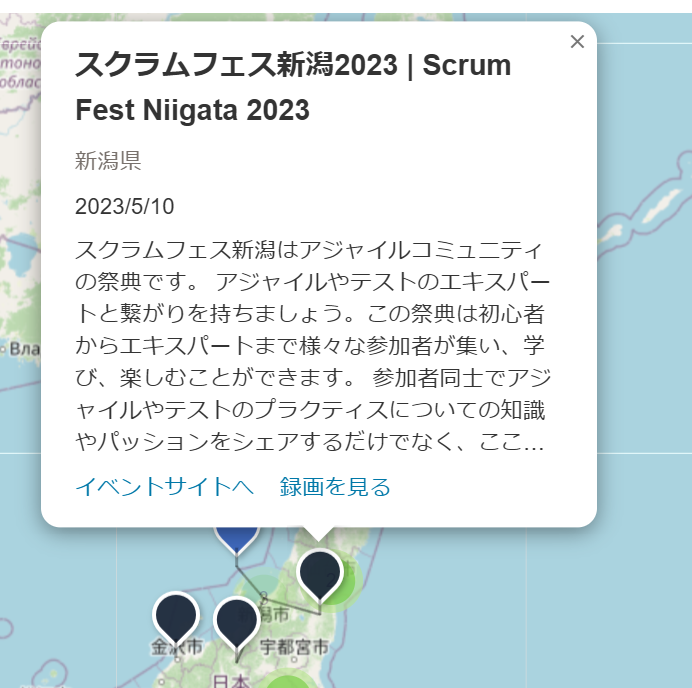 スクラムフェス新潟2023 | Scrum
Fest Niigata 2023
新潟県
2023/5/10
スクラムフェス新潟はアジャイルコミュニティ
の祭典です。 アジャイルやテストのエキスパー
トと繋がりを持ちましょう。この祭典は初心者
からエキスパートまで様々な参加者が集い、学
び、楽しむことができます。 参加者同士でアジ
ャイルやテストのプラクティスについての知識
やパッションをシェアするだけでなく、ここ…
イベントサイトへ 録画を見る
Вла
宇都宮市
日本